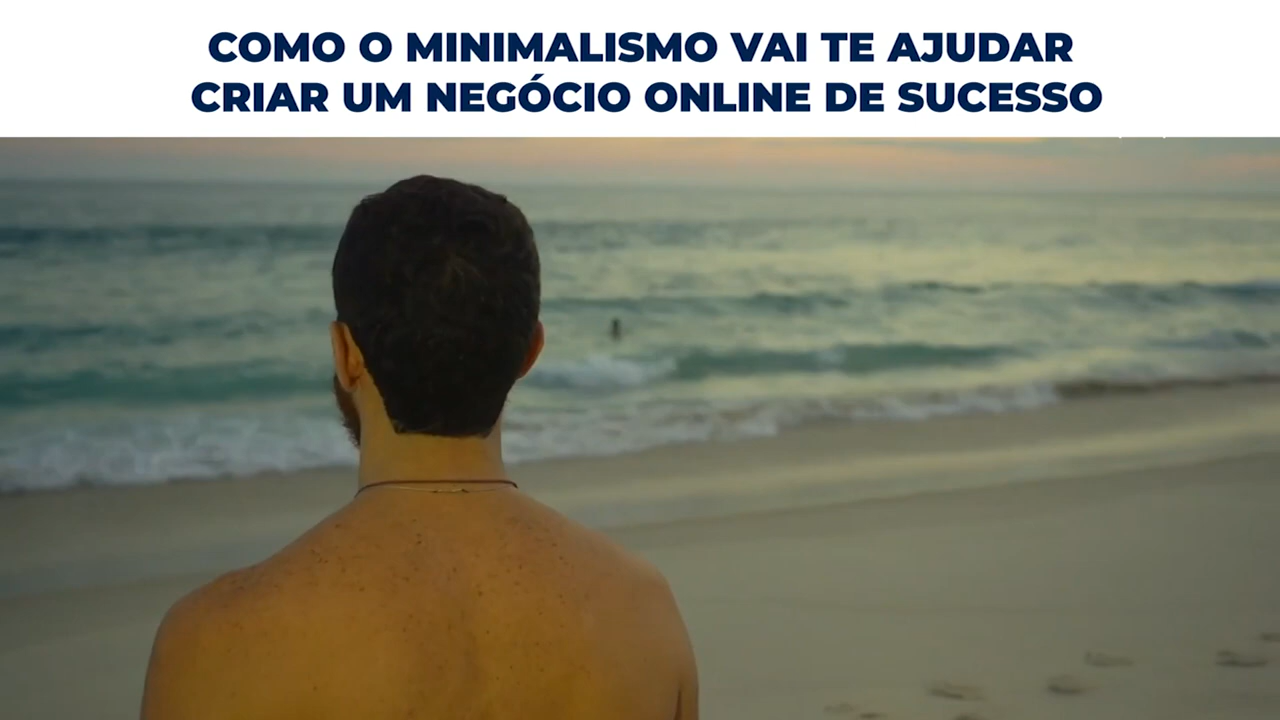 COMO O MINIMALISMO VAI TE AJUDAR
CRIAR UM NEGÓCIO ONLINE DE SUCESSO